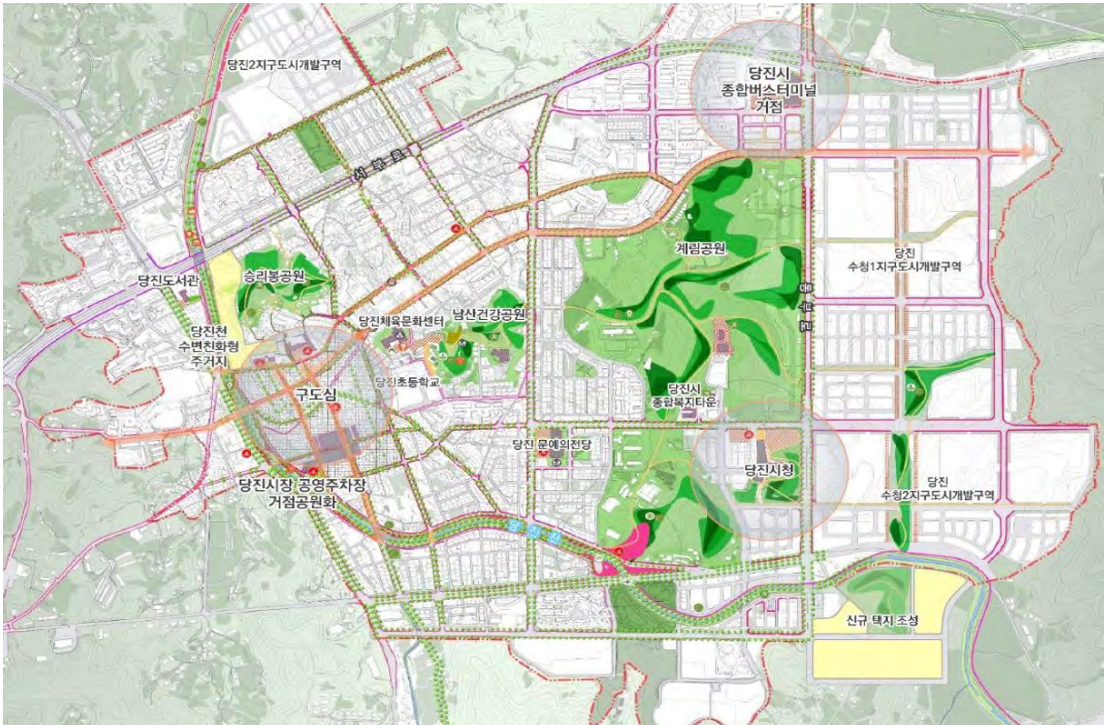 당진2지구도시개발구역
당진시
종합버스터미널
거점
서부로
계림공원
당진
수청1지구도시개발구역
당진도서관
승리봉공원
남산건강공원
당진체육문화센터
동부로
당진천
수변친화형
주거지
당진초등학교
구도심
당진시
종합복지타운
당진 문예의전당
당진시청
당진시장 공영주차장
거점공원화
당진
수청2지구도시개발구역
당진천
신규 택지 조성